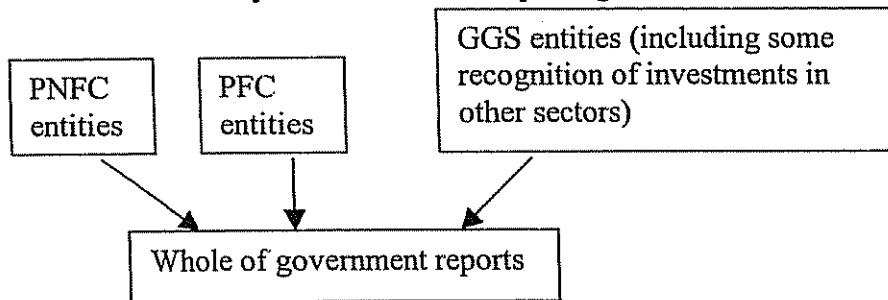 PNFC
entities
PFC
entities
GGS entities (including some
recognition of investments in
other sectors)
Whole of government reports